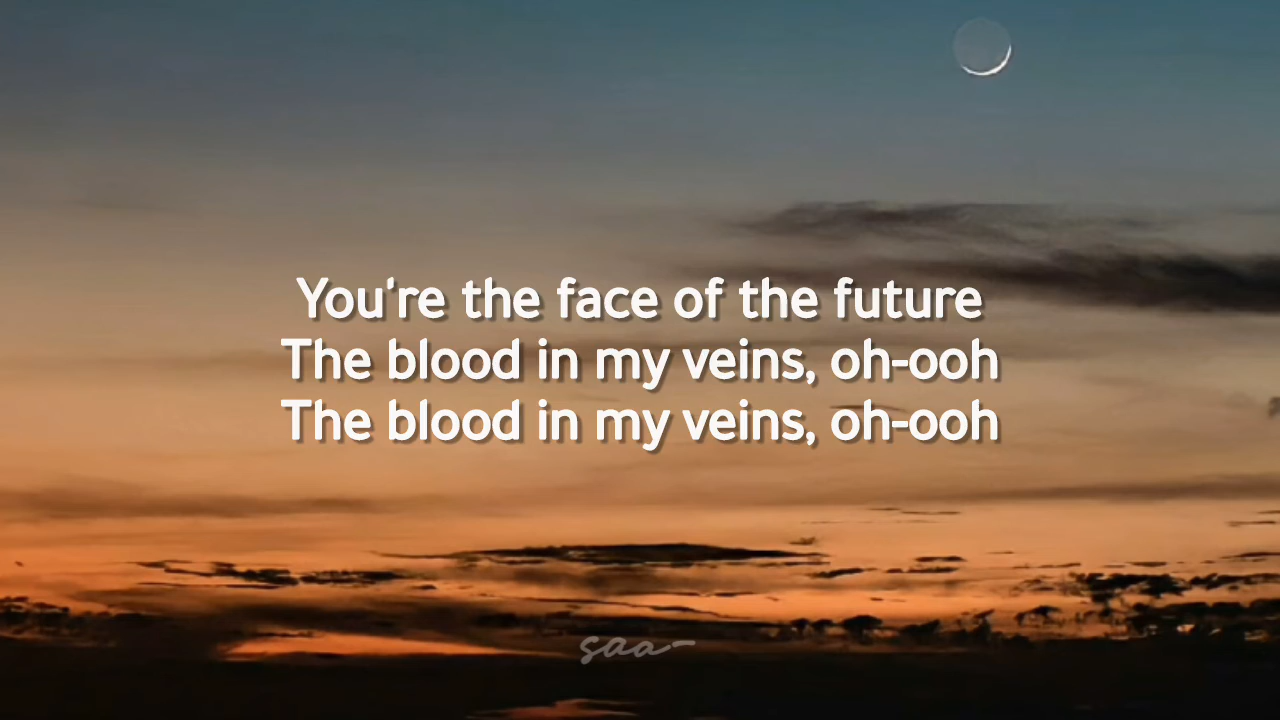 You're the face of the future
The blood in my veins, oh-ooh
The blood in my veins, oh-ooh
saa-